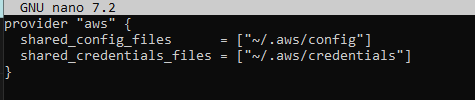 GNU nano 7.2
provider "aws" {
  shared_config_files      = ["~/.aws/config"]
  shared_credentials_files = ["~/.aws/credentials"]
}